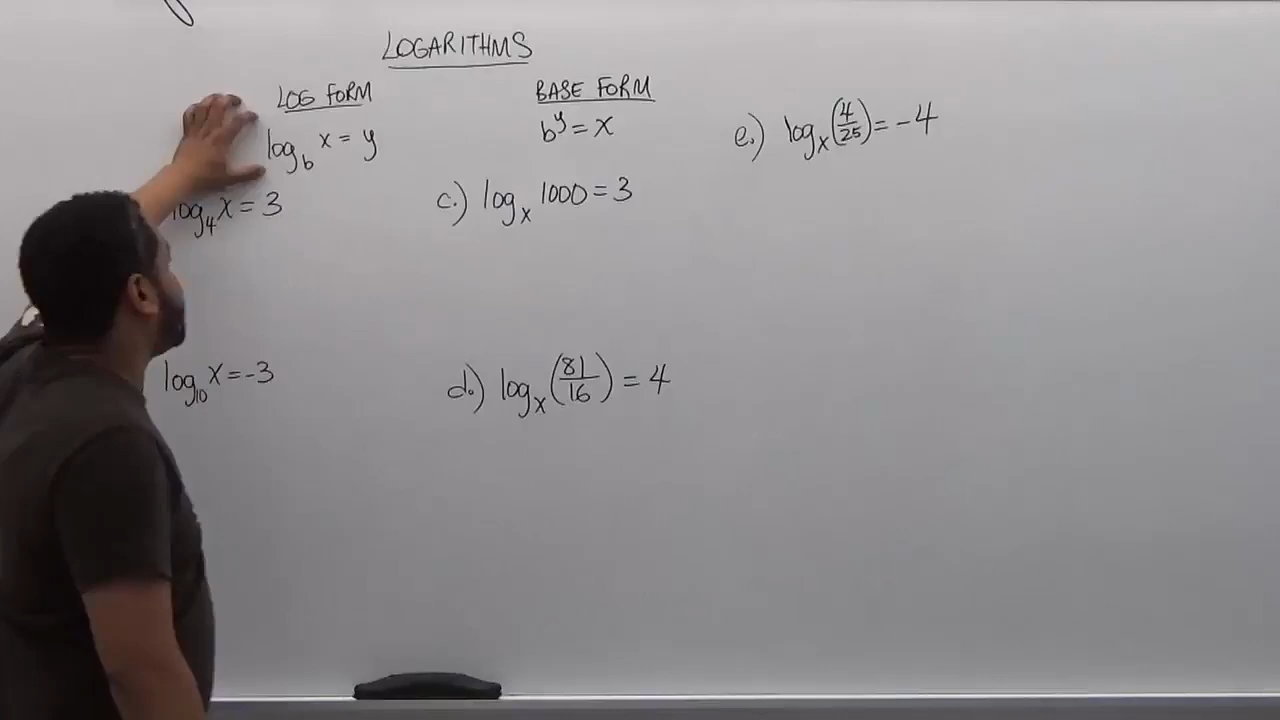 LOGARITHMS
LOG FORM
log_b x = y
BASE FORM
b^y = x
log_4 x = 3
log_10 x = -3
c.) log_x 1000 = 3
d.) log_x (81/16) = 4
e.) log_x (4/25) = -4